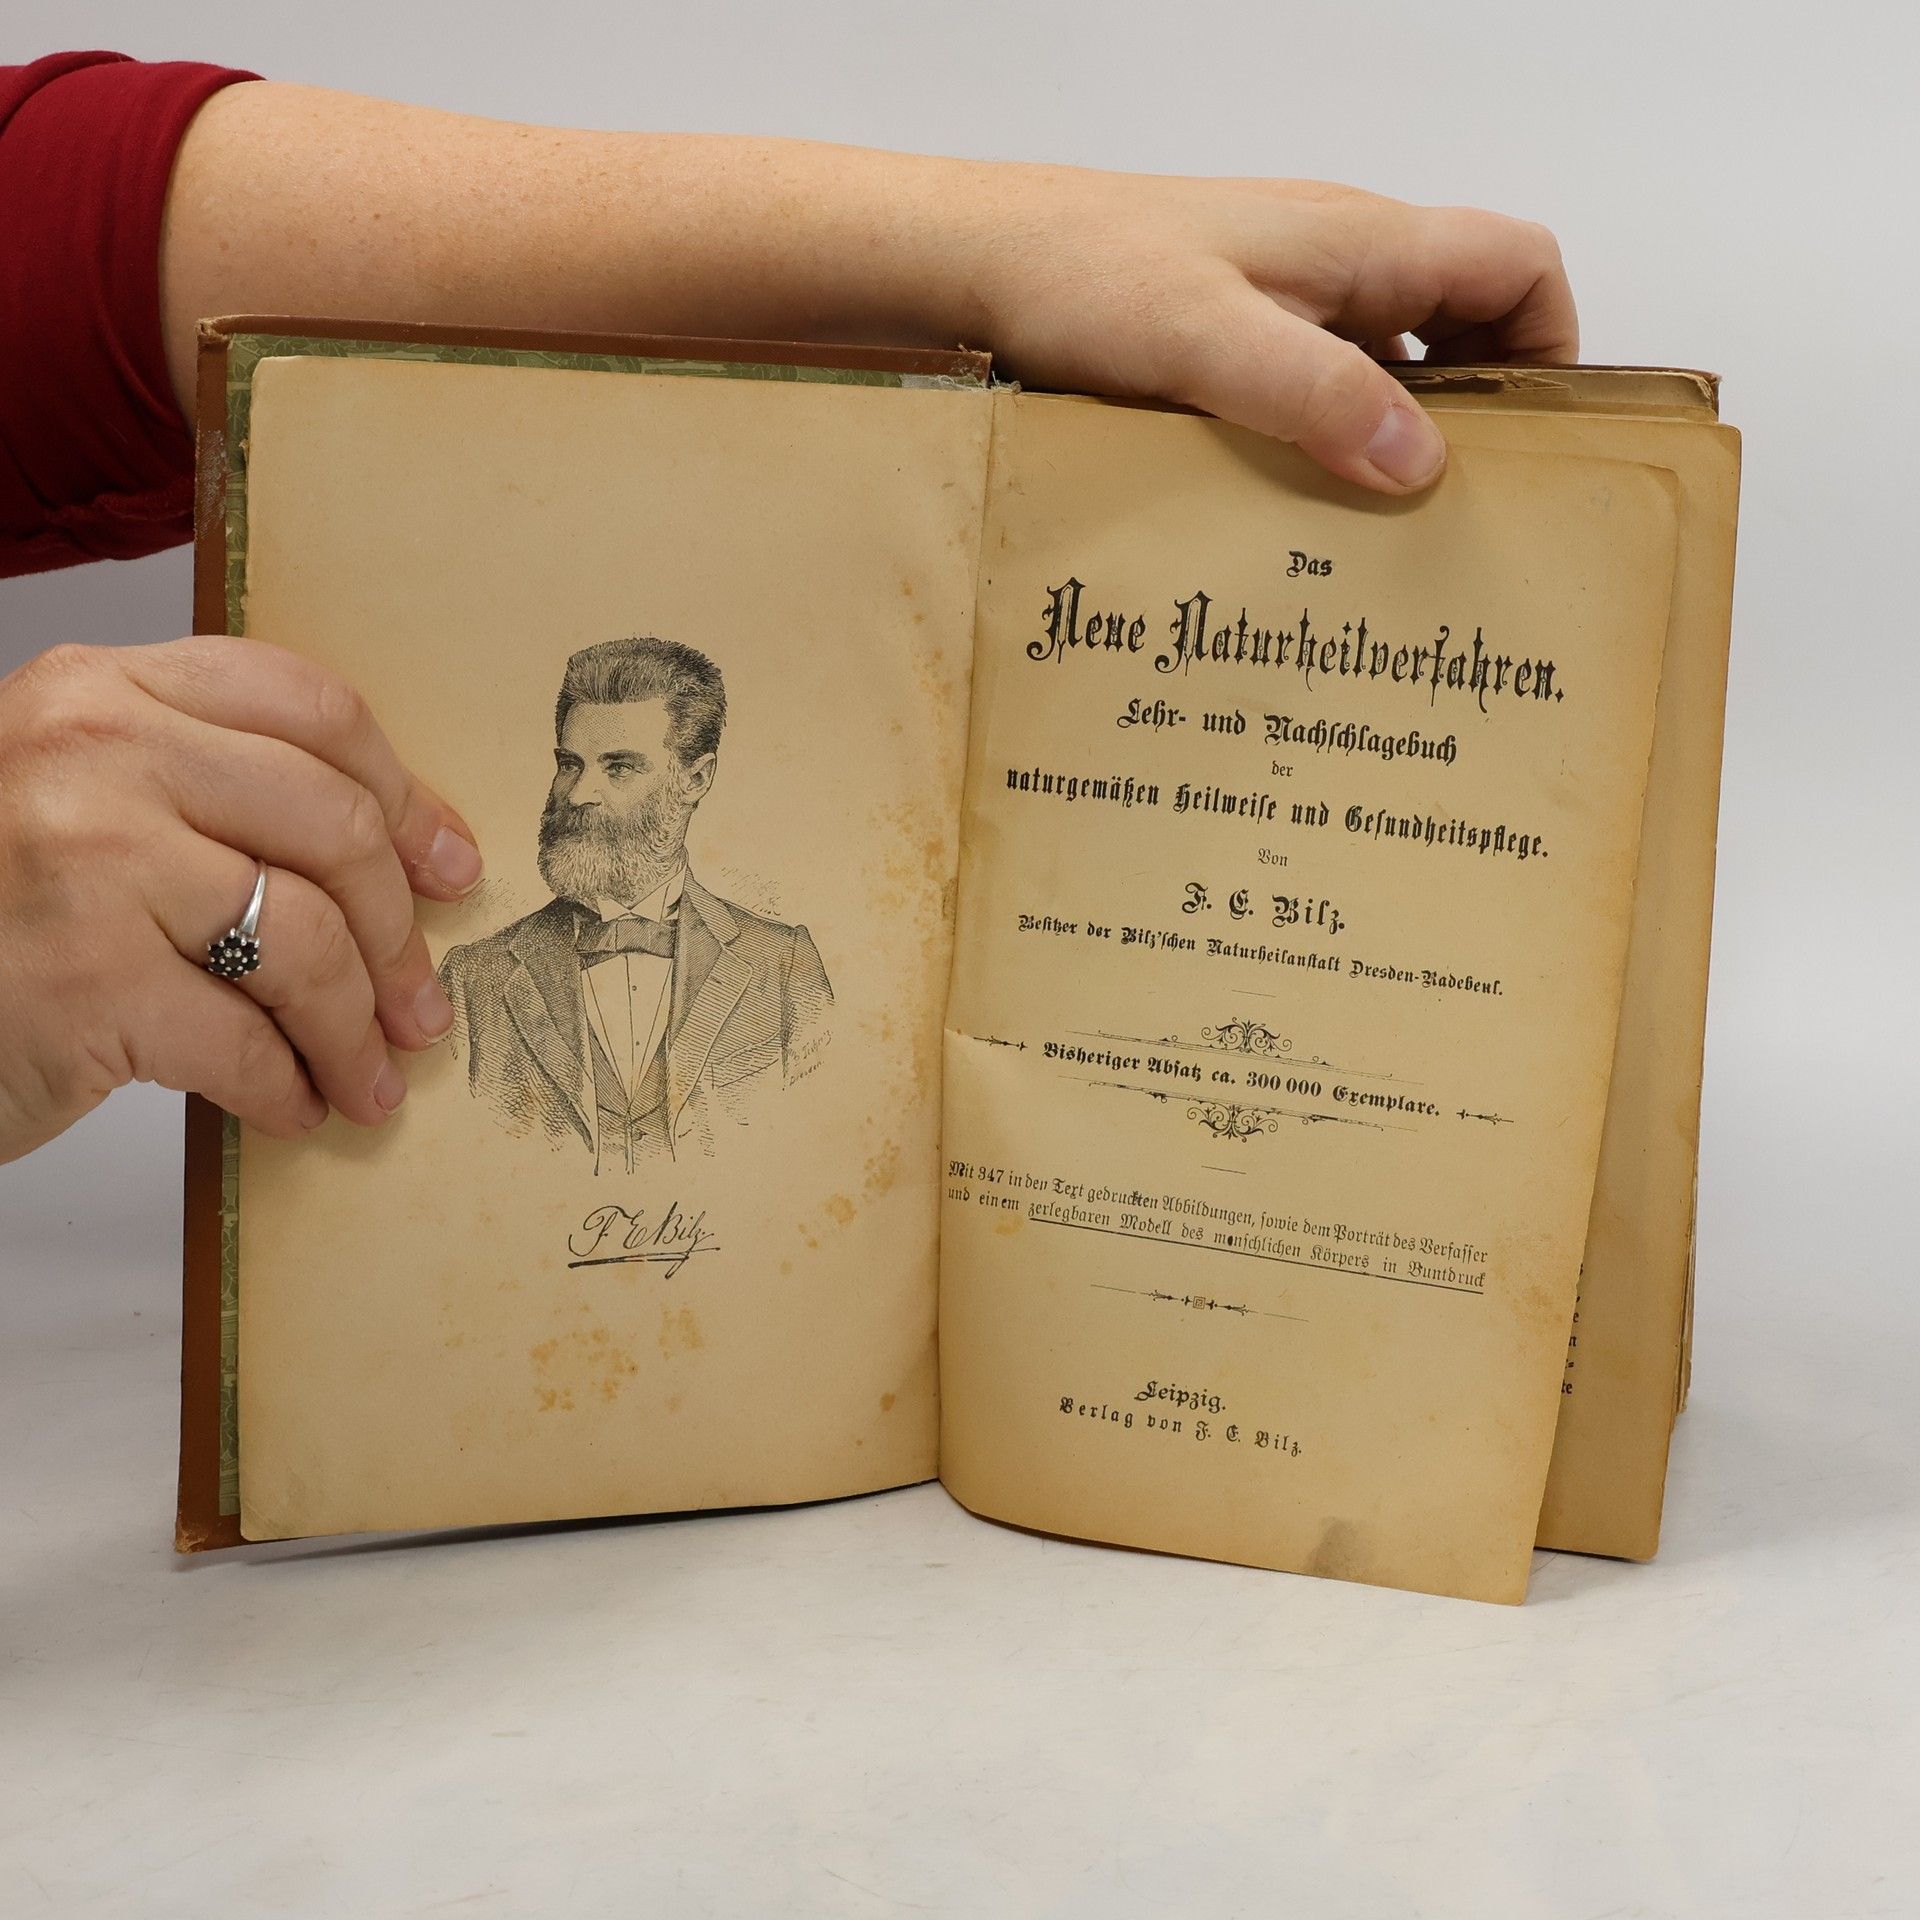 F. E. Bilz.
Das
Neue Naturheilverfahren.
Lehr- und Nachſchlagebuch
der
naturgemäßen Heilweiſe und Geſundheitspflege.
Von
F. E. Bilz.
Beſitzer der Bilz'ſchen Naturheilanſtalt Dresden-Radebeul.
Bisheriger Abſatz ca. 300 000 Exemplare.
Mit 347 in den Text gedruckten Abbildungen, ſowie dem Porträt des Verfaſſer
und einem zerlegbaren Modell des menſchlichen Körpers in Buntdruck
Leipzig.
Verlag von F. E. Bilz.